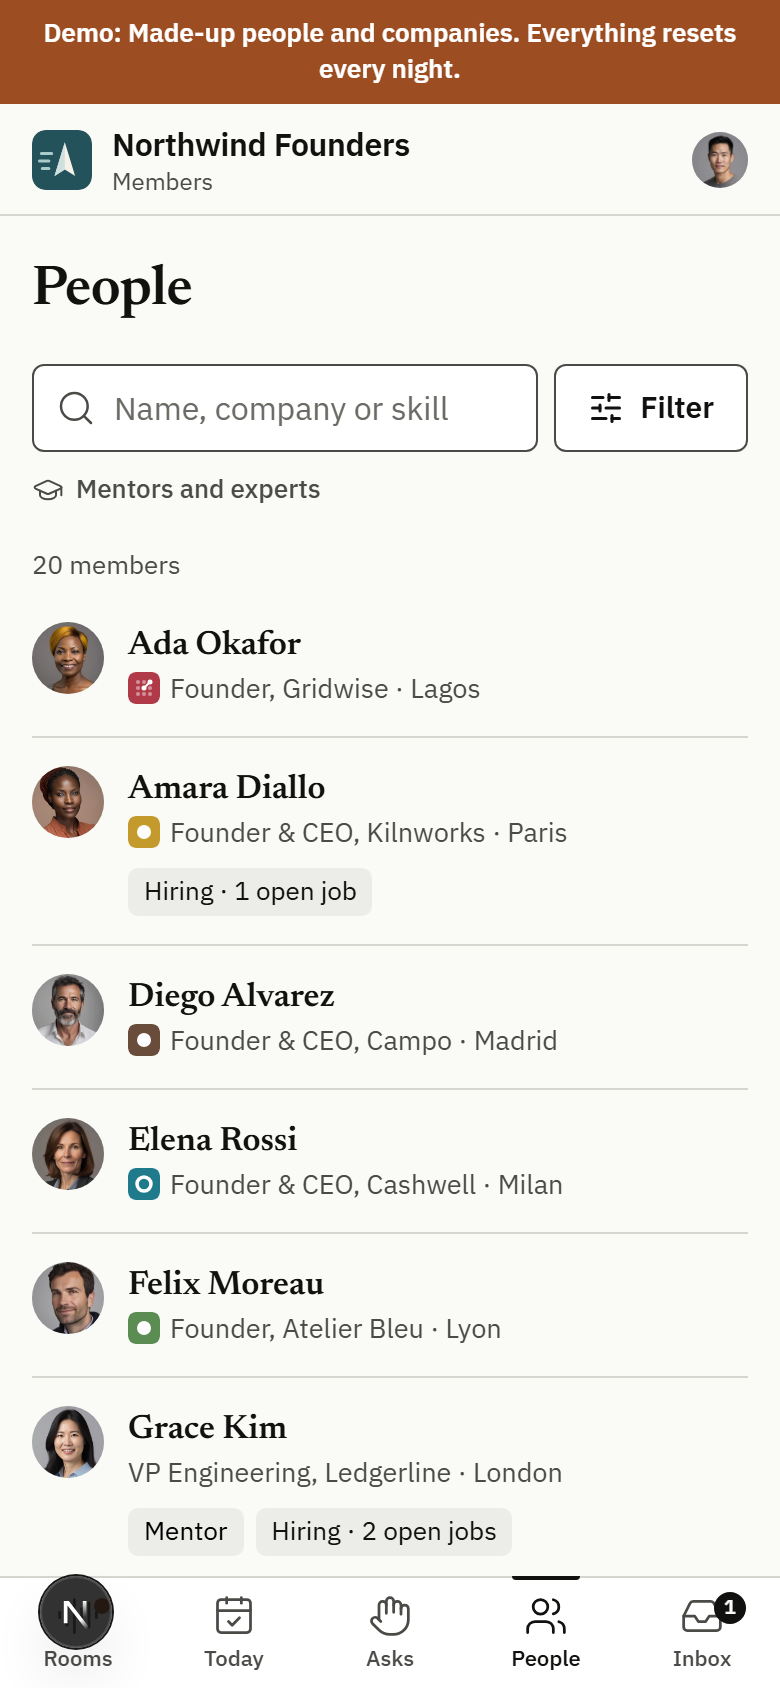 Demo: Made-up people and companies. Everything resets
every night.
Northwind Founders
Members
People
Name, company or skill
Filter
Mentors and experts
20 members
Ada Okafor
Founder, Gridwise · Lagos
Amara Diallo
Founder & CEO, Kilnworks · Paris
Hiring · 1 open job
Diego Alvarez
Founder & CEO, Campo · Madrid
Elena Rossi
Founder & CEO, Cashwell · Milan
Felix Moreau
Founder, Atelier Bleu · Lyon
Grace Kim
VP Engineering, Ledgerline · London
Mentor
Hiring · 2 open jobs
N
1
Rooms
Today
Asks
People
Inbox